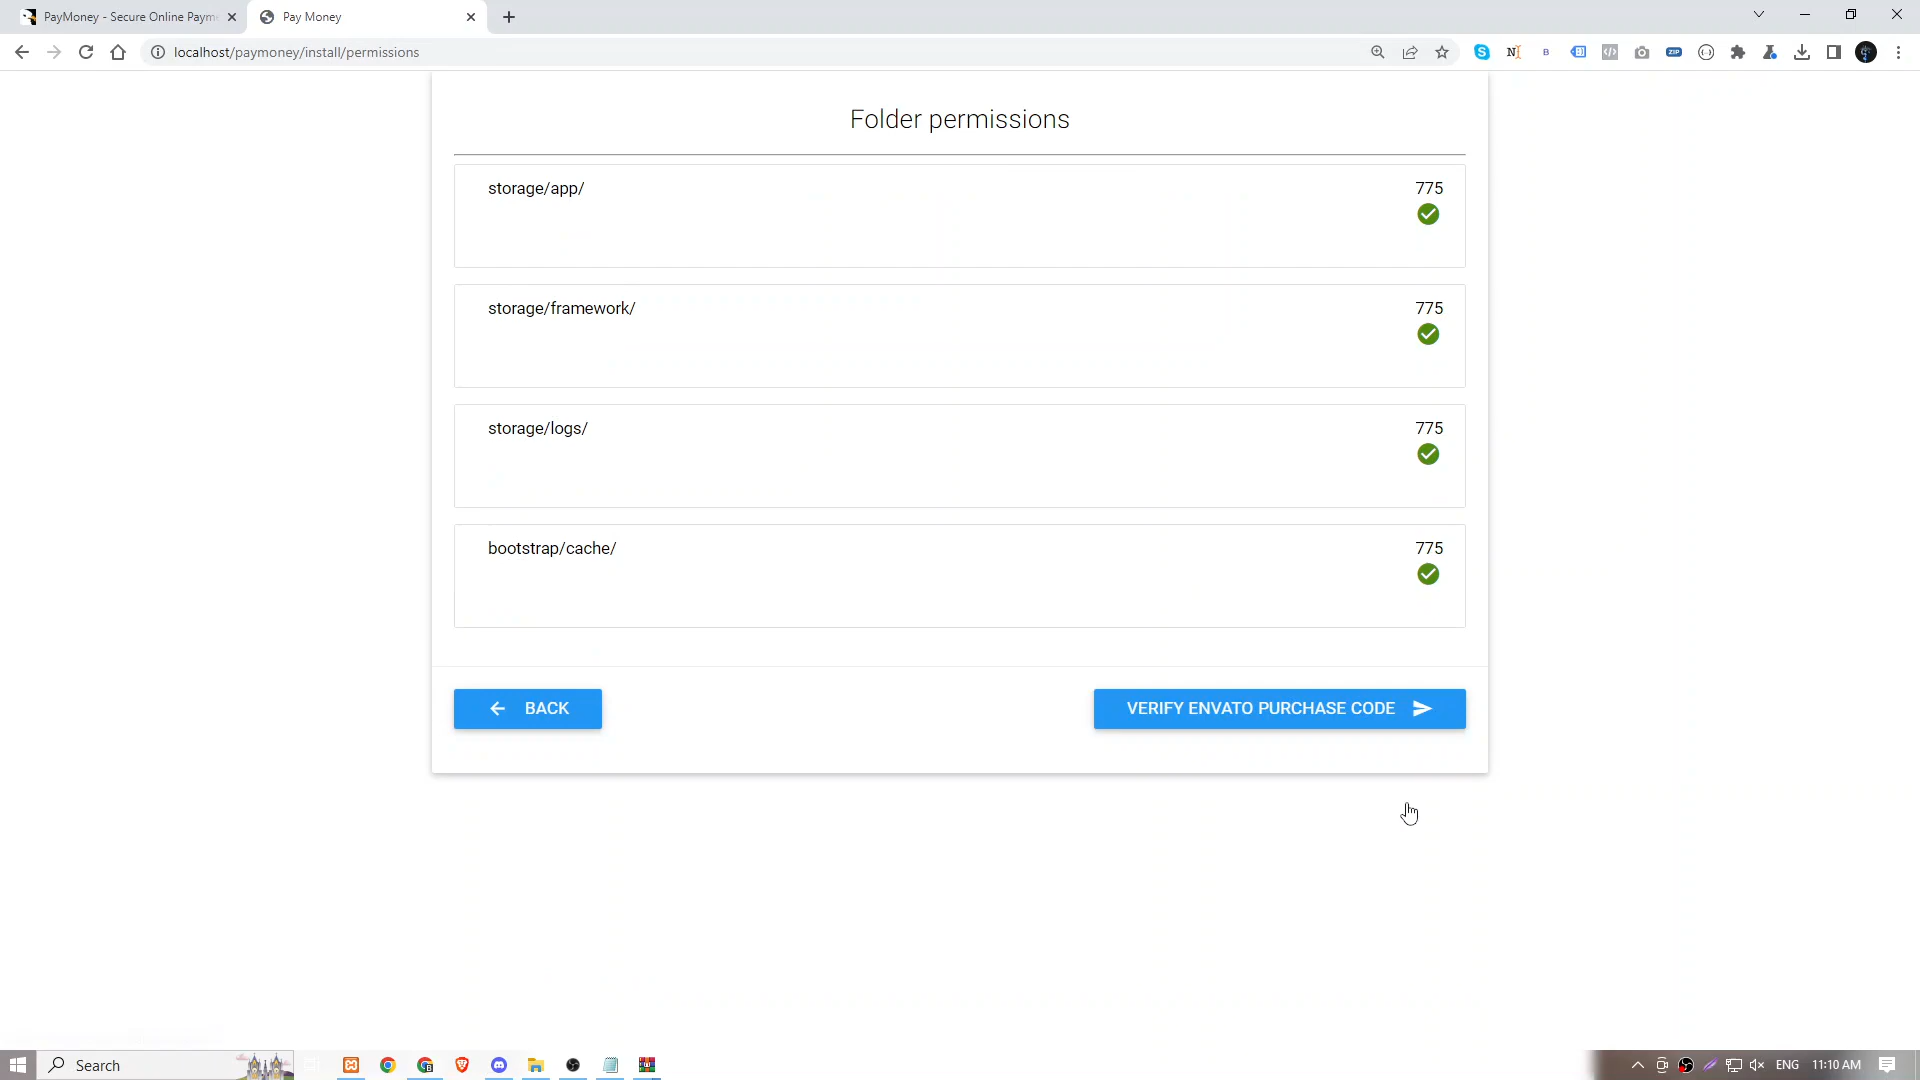 PayMoney - Secure Online Payme
Pay Money
localhost/paymoney/install/permissions
Folder permissions
storage/app/
775
storage/framework/
775
storage/logs/
775
bootstrap/cache/
775
BACK
VERIFY ENVATO PURCHASE CODE
Search
ENG
11:10 AM